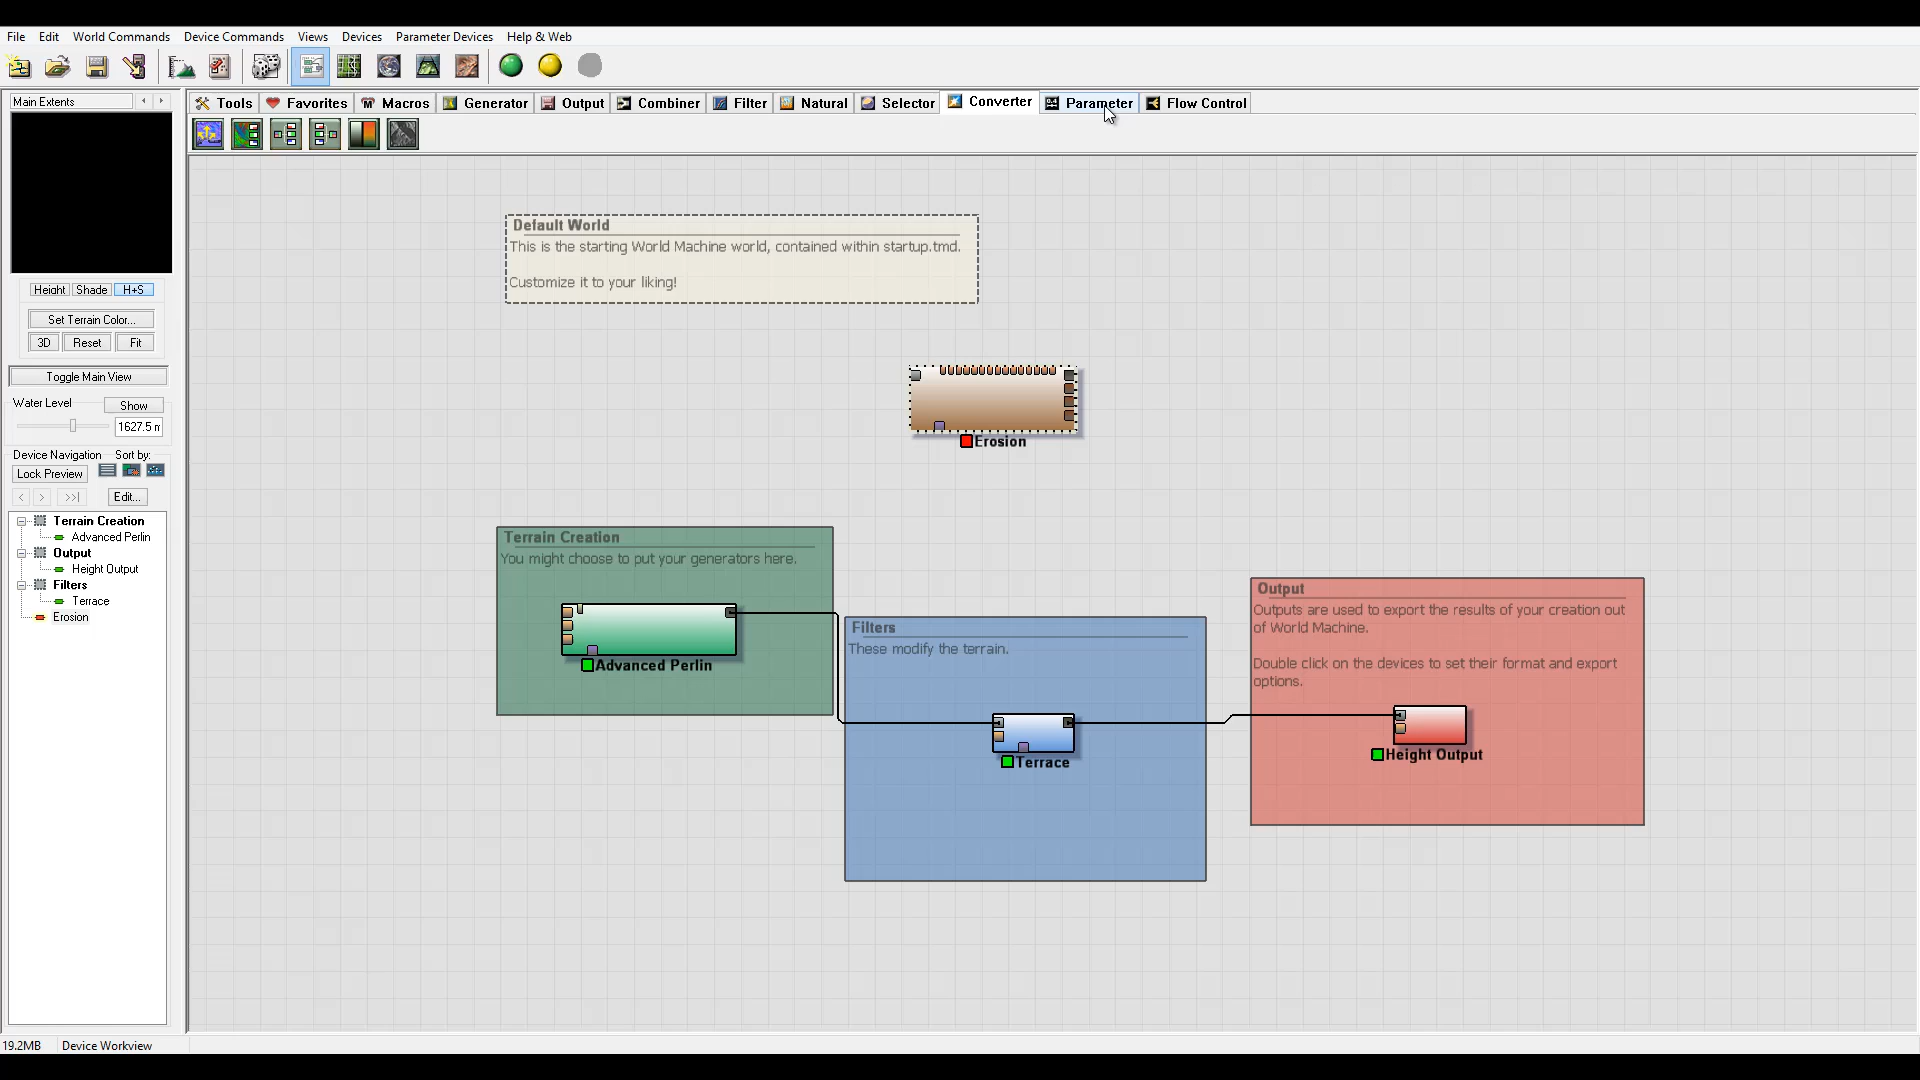 File Edit World Commands Device Commands Views Devices Parameter Devices Help & Web
Main Extents
Tools Favorites Macros Generator Output Combiner Filter Natural Selector Converter Parameter Flow Control
Height Shade H+S
Set Terrain Color...
3D Reset Fit
Toggle Main View
Water Level Show
1627.5 m
Device Navigation Sort by:
Lock Preview
< > >>| Edit...
Terrain Creation
Advanced Perlin
Output
Height Output
Filters
Terrace
Erosion
Default World
This is the starting World Machine world, contained within startup.tmd.
Customize it to your liking!
Erosion
Terrain Creation
You might choose to put your generators here.
Advanced Perlin
Filters
These modify the terrain.
Terrace
Output
Outputs are used to export the results of your creation out
of World Machine.
Double click on the devices to set their format and export
options.
Height Output
19.2MB Device Workview